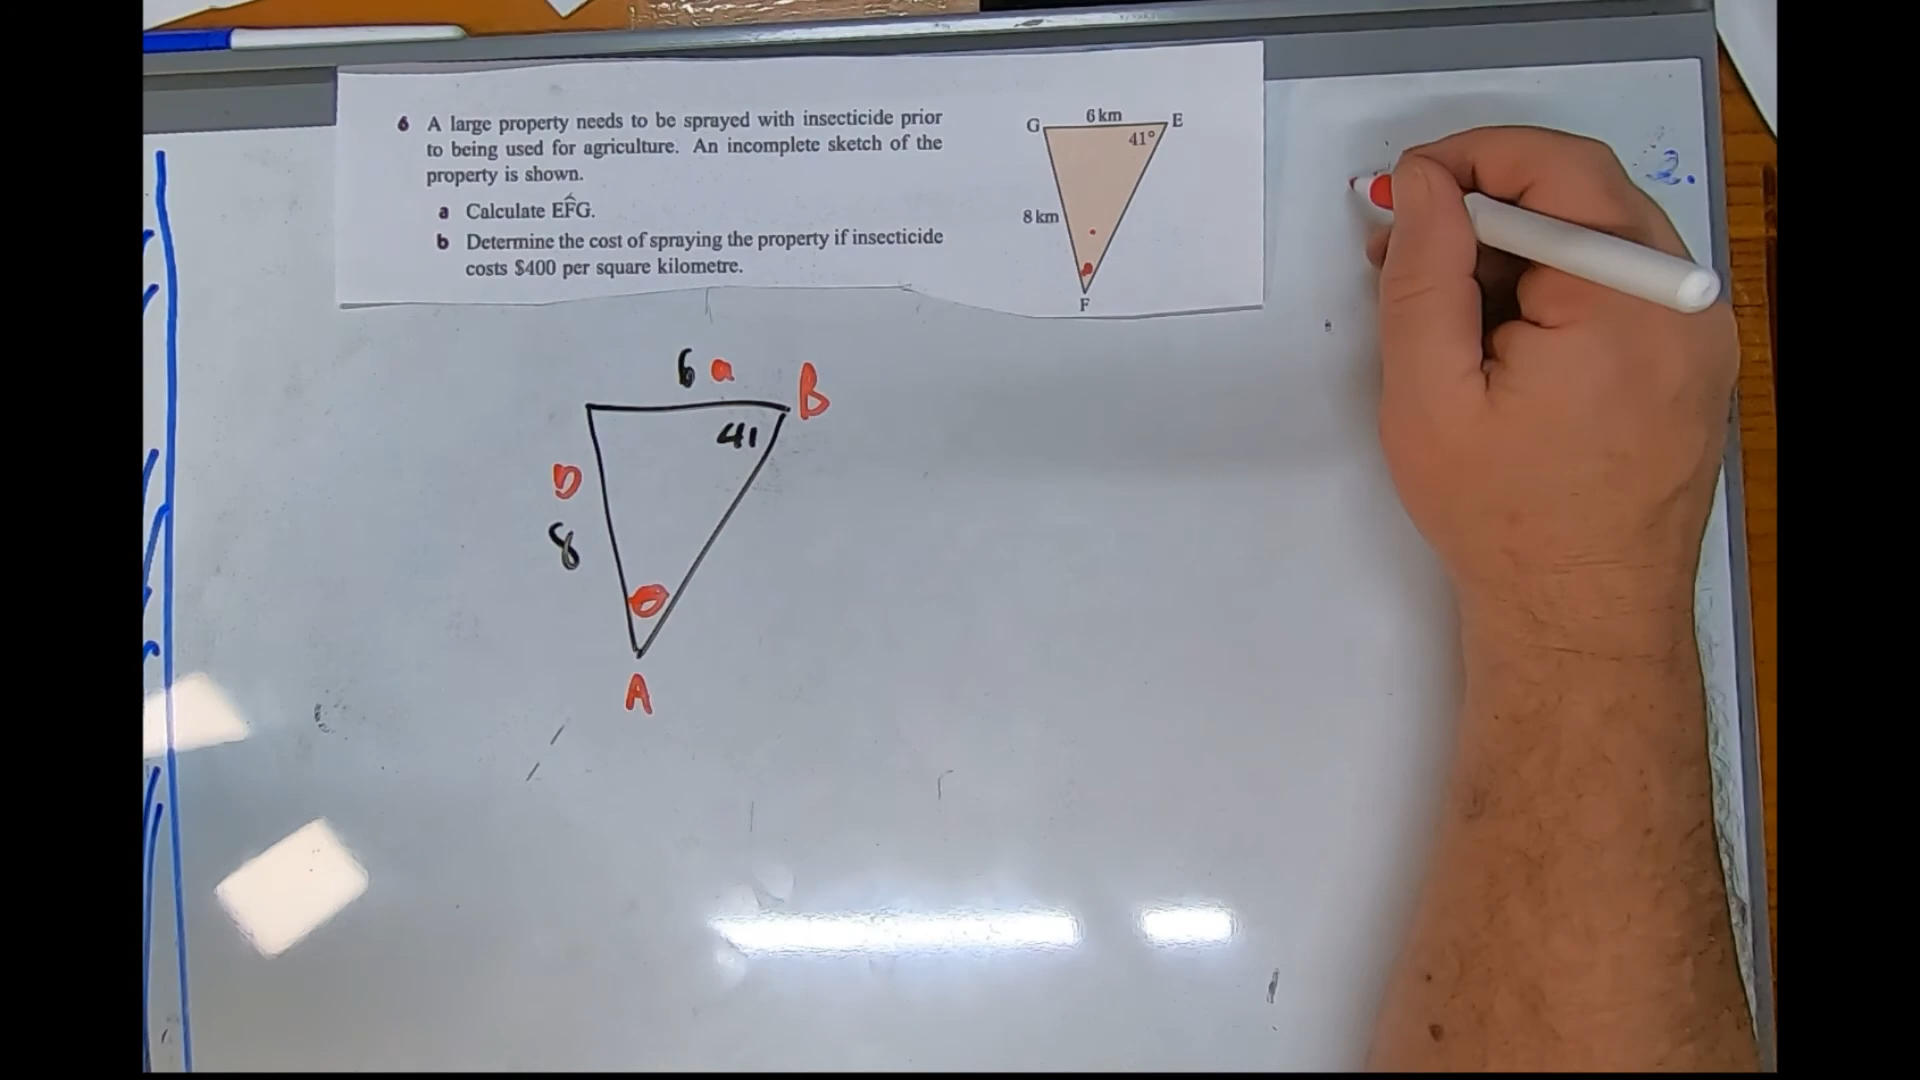 6 A large property needs to be sprayed with insecticide prior
to being used for agriculture. An incomplete sketch of the
property is shown.
a Calculate EF̂G.
b Determine the cost of spraying the property if insecticide
costs $400 per square kilometre.
G 6 km E
41°
8 km
F
2.
6 a B
41
b
8
θ
A